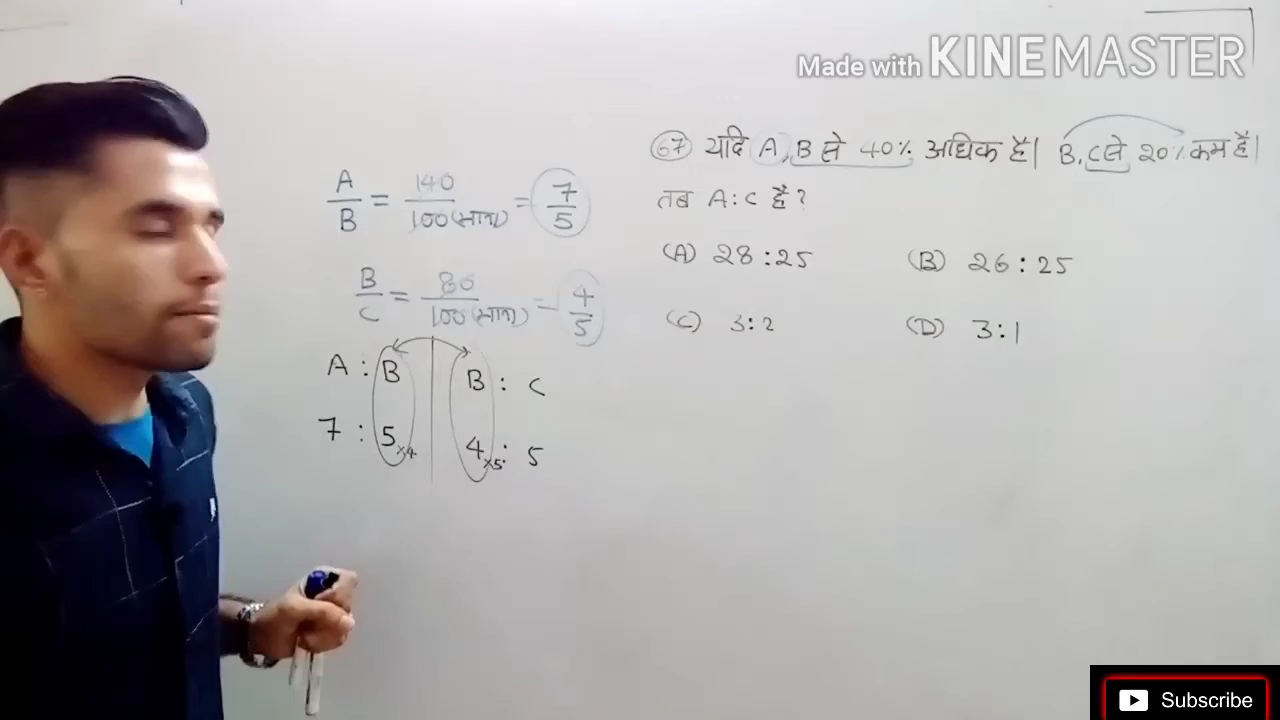 Made with KINEMASTER
67 यदि A, B से 40% अधिक है। B, C से 20% कम है।
तब A:C है?
(A) 28:25 (B) 26:25
(C) 3:2 (D) 3:1
A/B = 140/100(माना) = 7/5
B/C = 80/100(माना) = 4/5
A : B B : C
7 : 5×4 4×5 : 5
Subscribe